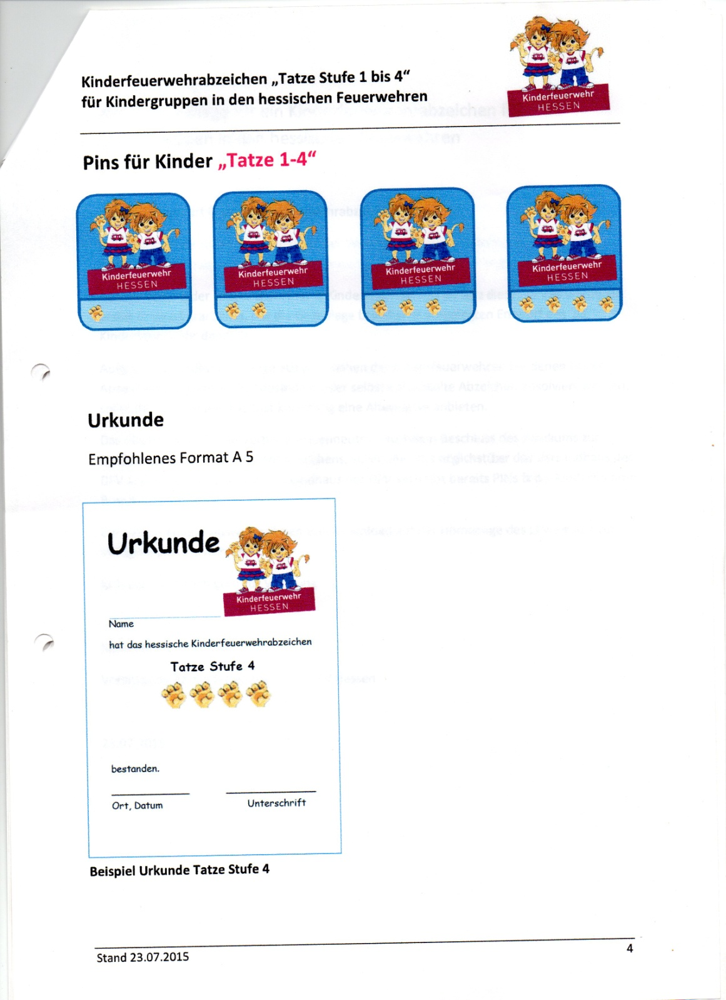 Kinderfeuerwehrabzeichen „Tatze Stufe 1 bis 4“
für Kindergruppen in den hessischen Feuerwehren
Kinderfeuerwehr
HESSEN
Pins für Kinder „Tatze 1-4“
Kinderfeuerwehr
HESSEN
Kinderfeuerwehr
HESSEN
Kinderfeuerwehr
HESSEN
Kinderfeuerwehr
HESSEN
Urkunde
Empfohlenes Format A 5
Urkunde
Kinderfeuerwehr
HESSEN
Name
hat das hessische Kinderfeuerwehrabzeichen
Tatze Stufe 4
bestanden.
Ort, Datum
Unterschrift
Beispiel Urkunde Tatze Stufe 4
Stand 23.07.2015
4